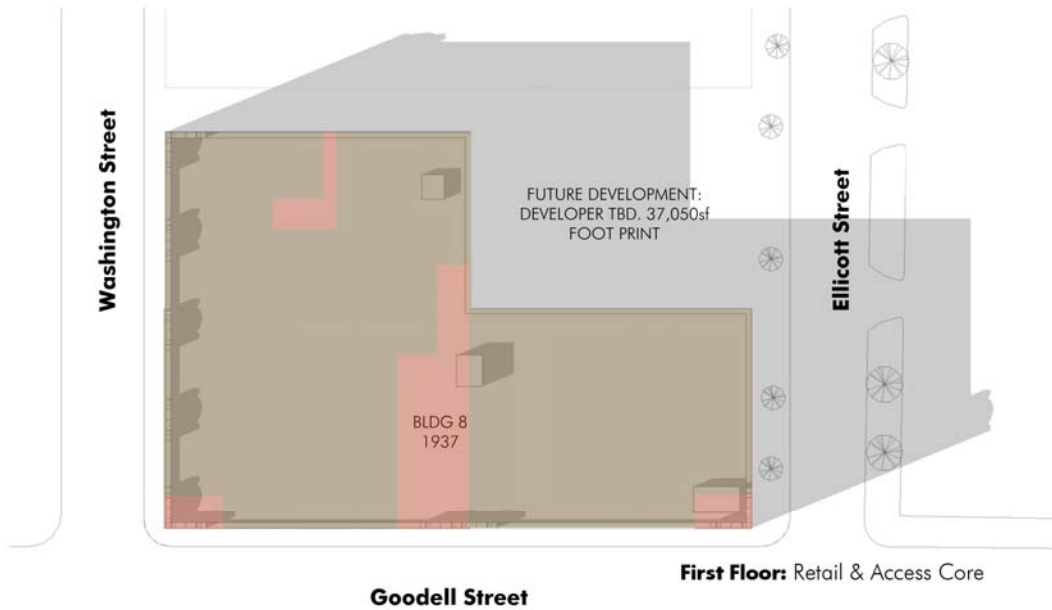 Washington Street
FUTURE DEVELOPMENT:
DEVELOPER TBD. 37,050sf
FOOT PRINT
Ellicott Street
BLDG 8
1937
First Floor: Retail & Access Core
Goodell Street